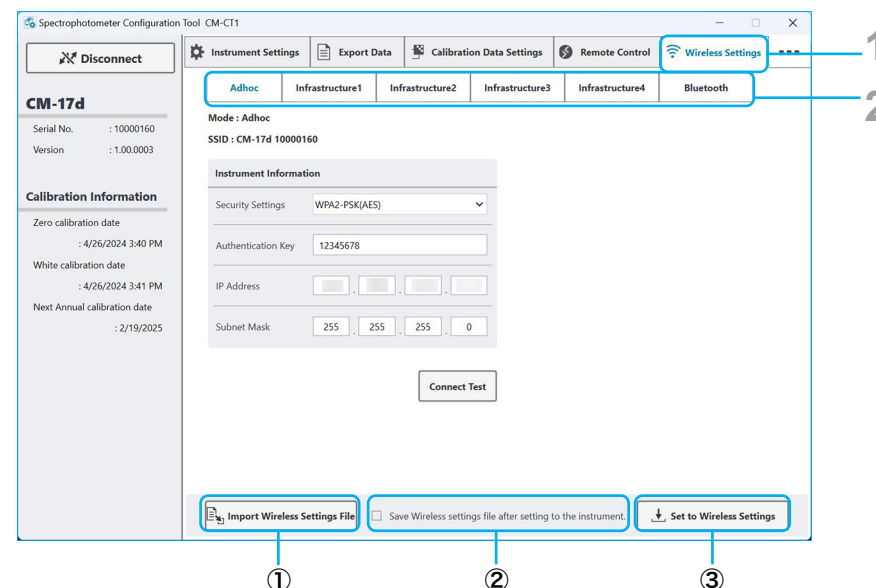 Spectrophotometer Configuration Tool CM-CT1
Disconnect
Instrument Settings Export Data Calibration Data Settings Remote Control Wireless Settings
1
Adhoc Infrastructure1 Infrastructure2 Infrastructure3 Infrastructure4 Bluetooth
2
CM-17d
Serial No. : 10000160
Version : 1.00.0003
Calibration Information
Zero calibration date
: 4/26/2024 3:40 PM
White calibration date
: 4/26/2024 3:41 PM
Next Annual calibration date
: 2/19/2025
Mode : Adhoc
SSID : CM-17d 10000160
Instrument Information
Security Settings WPA2-PSK(AES)
Authentication Key 12345678
IP Address . . .
Subnet Mask 255 . 255 . 255 . 0
Connect Test
Import Wireless Settings File
Save Wireless settings file after setting to the instrument.
Set to Wireless Settings
① ② ③